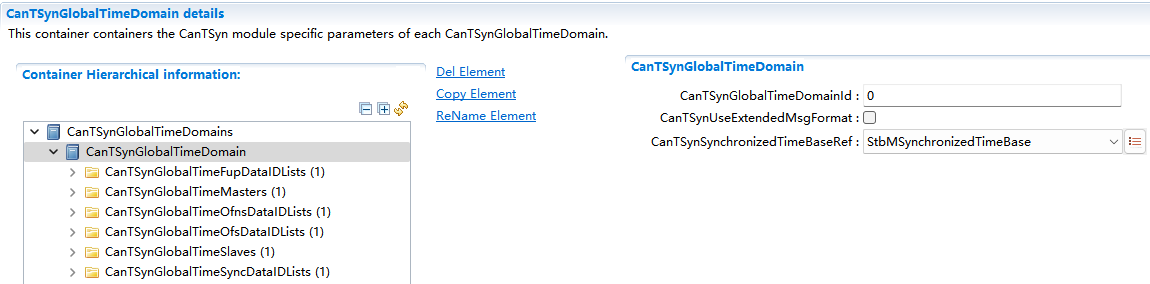 CanTSynGlobalTimeDomain details
This container containers the CanTSyn module specific parameters of each CanTSynGlobalTimeDomain.
Container Hierarchical information:
CanTSynGlobalTimeDomains
CanTSynGlobalTimeDomain
CanTSynGlobalTimeFupDataIDLists (1)
CanTSynGlobalTimeMasters (1)
CanTSynGlobalTimeOfnsDataIDLists (1)
CanTSynGlobalTimeOfsDataIDLists (1)
CanTSynGlobalTimeSlaves (1)
CanTSynGlobalTimeSyncDataIDLists (1)
Del Element
Copy Element
ReName Element
CanTSynGlobalTimeDomain
CanTSynGlobalTimeDomainId : 0
CanTSynUseExtendedMsgFormat :
CanTSynSynchronizedTimeBaseRef : StbMSynchronizedTimeBase